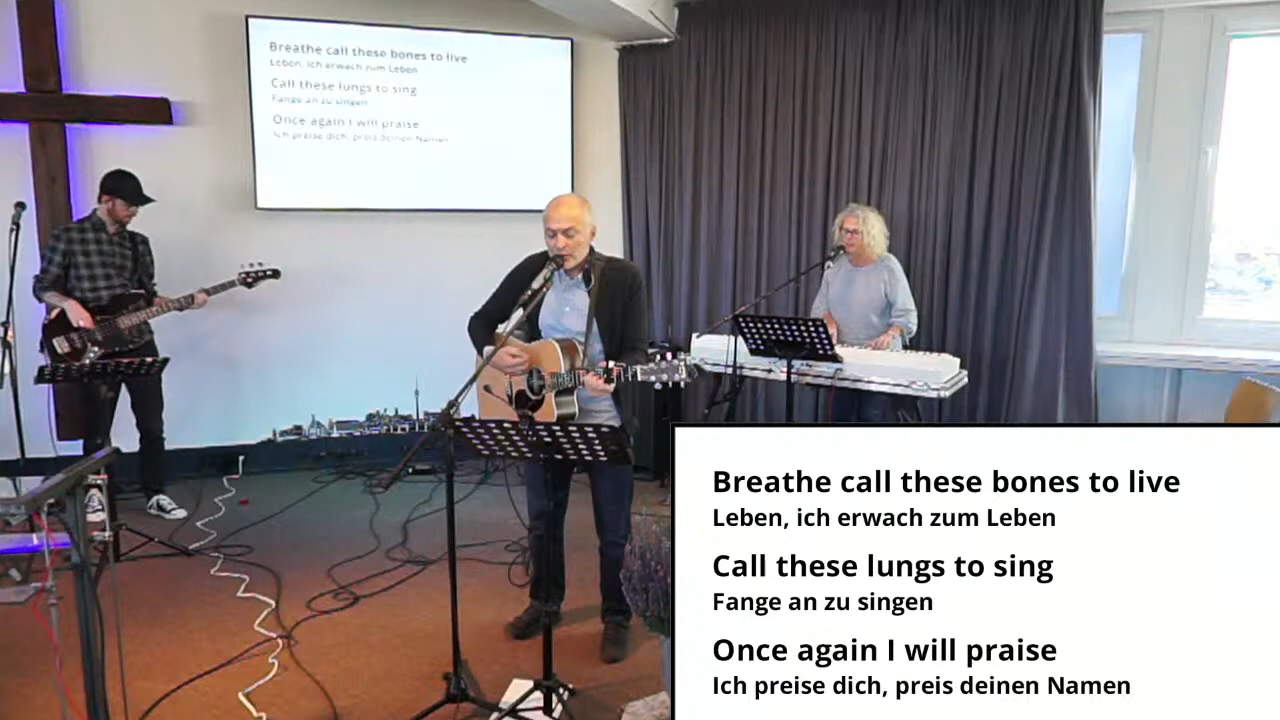 Breathe call these bones to live
Leben, ich erwach zum Leben
Call these lungs to sing
Fange an zu singen
Once again I will praise
Ich preise dich, preis deinen Namen
Breathe call these bones to live
Leben, ich erwach zum Leben
Call these lungs to sing
Fange an zu singen
Once again I will praise
Ich preise dich, preis deinen Namen